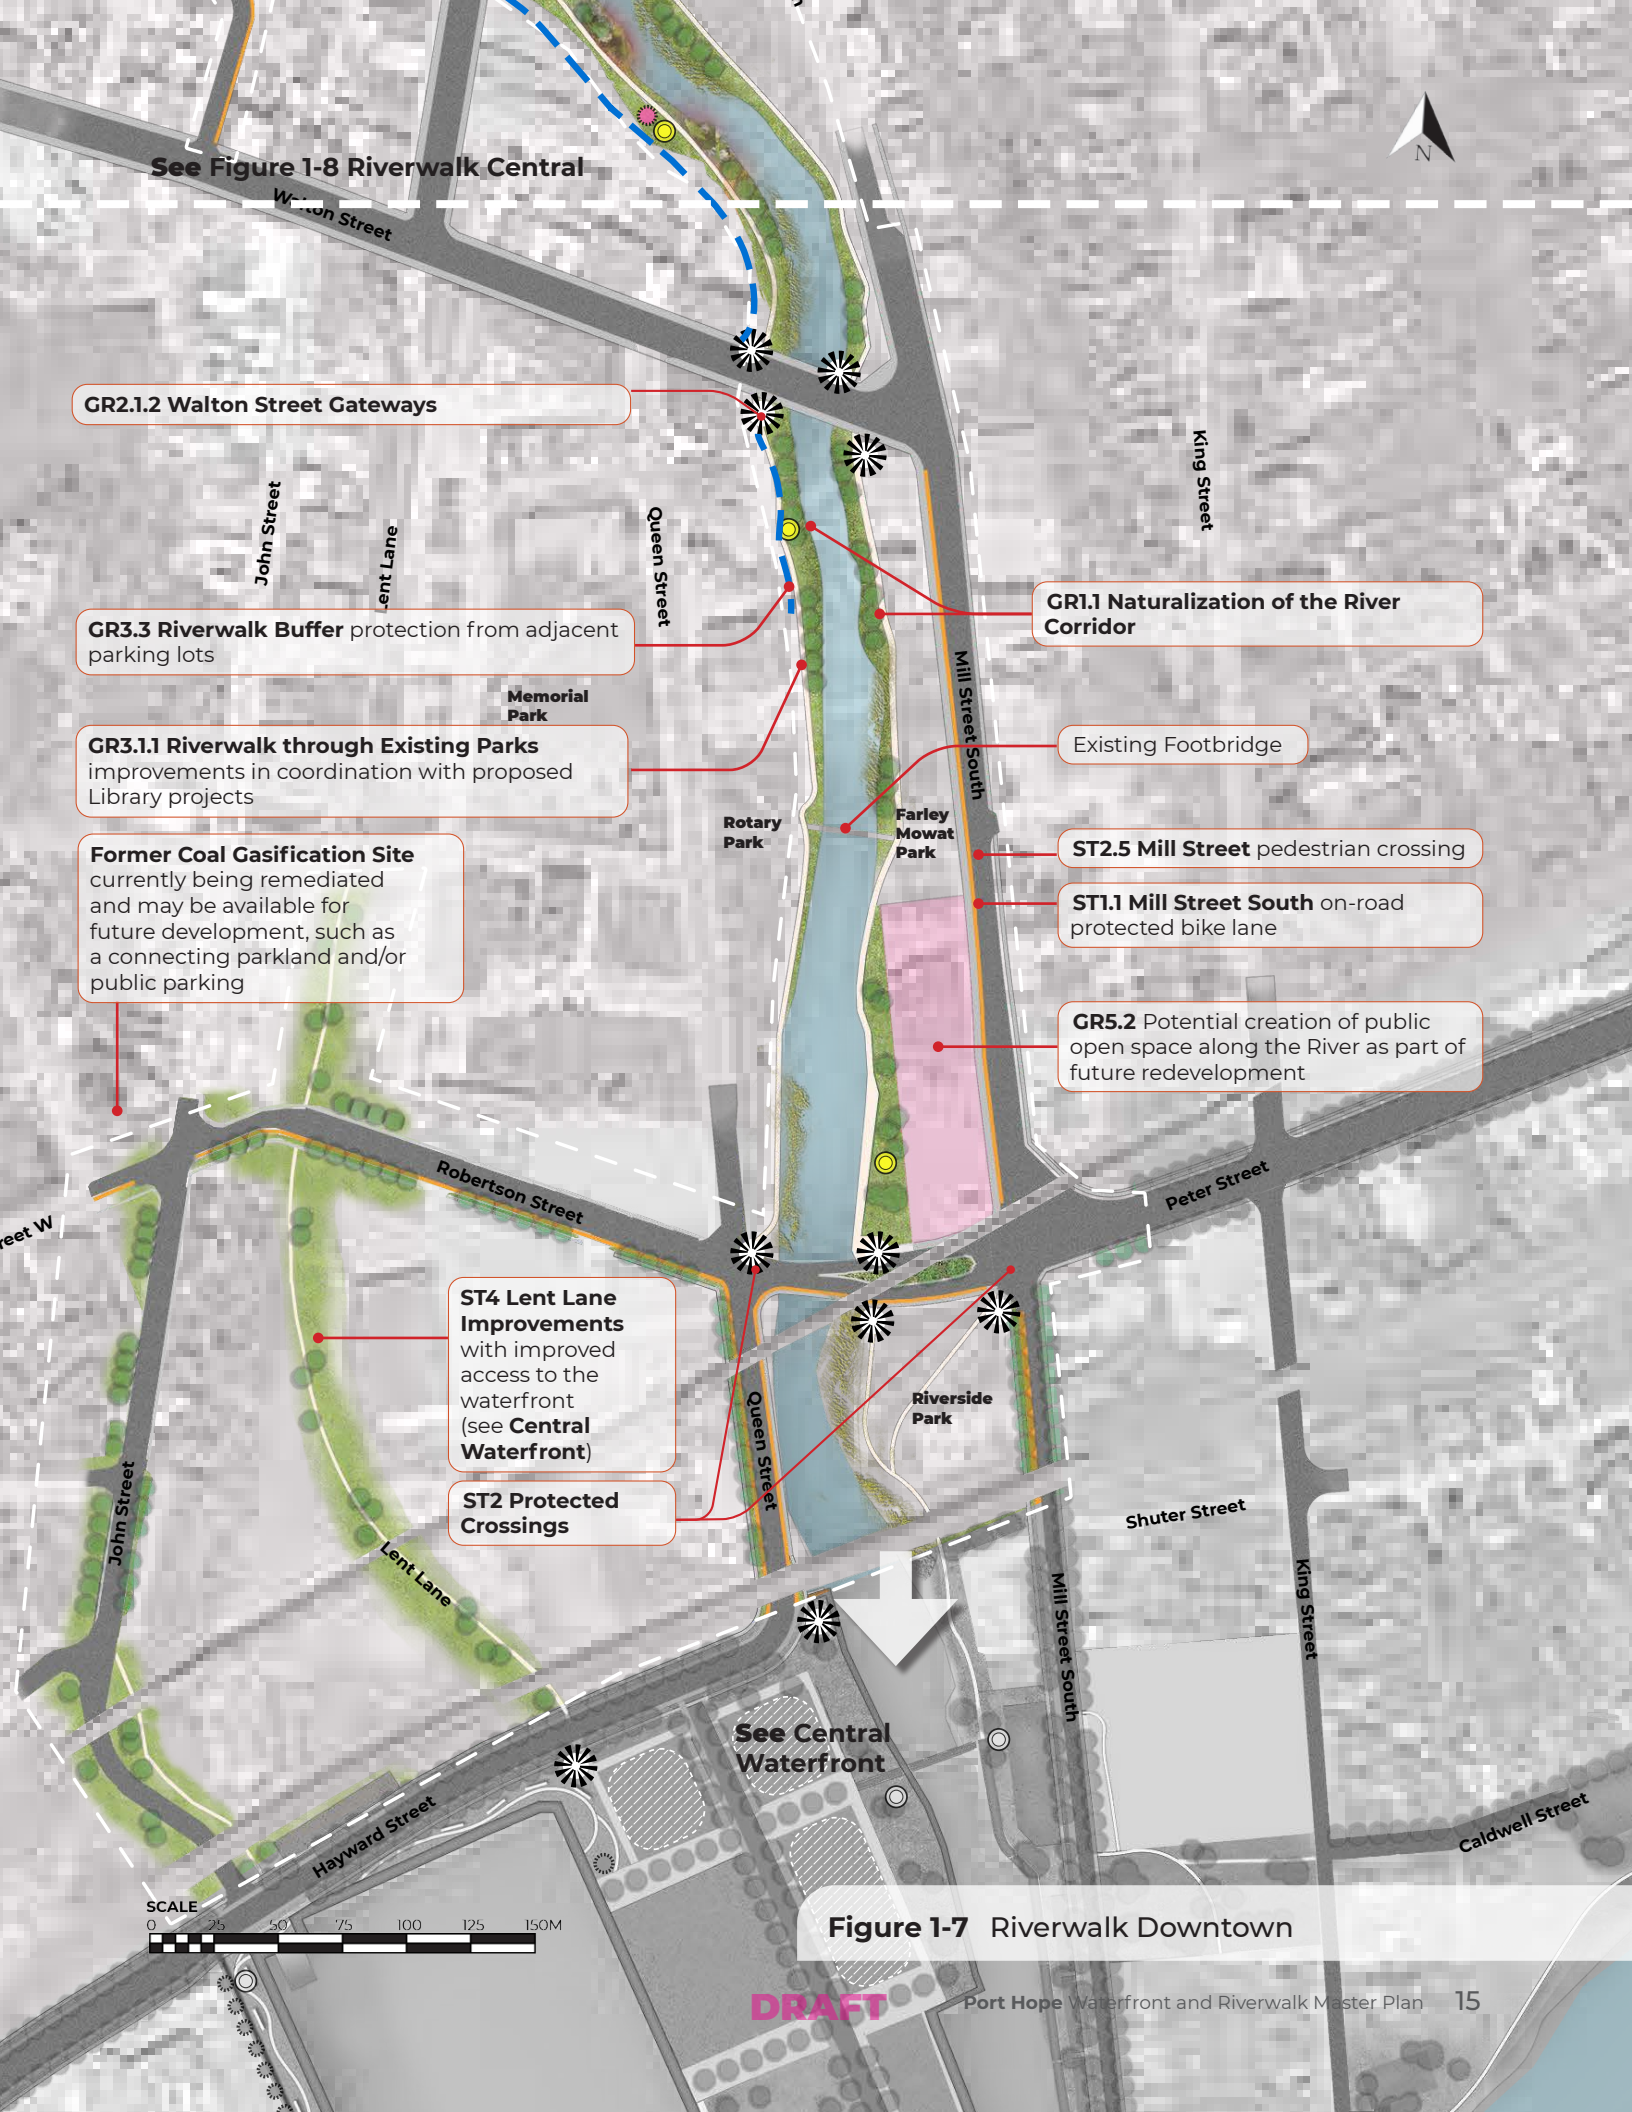 N
See Figure 1-8 Riverwalk Central
Walton Street
GR2.1.2 Walton Street Gateways
John Street
Lent Lane
Queen Street
King Street
GR1.1 Naturalization of the River
Corridor
GR3.3 Riverwalk Buffer protection from adjacent
parking lots
Mill Street South
Memorial
Park
GR3.1.1 Riverwalk through Existing Parks
improvements in coordination with proposed
Library projects
Existing Footbridge
Rotary
Park
Farley
Mowat
Park
ST2.5 Mill Street pedestrian crossing
Former Coal Gasification Site
currently being remediated
and may be available for
future development, such as
a connecting parkland and/or
public parking
ST1.1 Mill Street South on-road
protected bike lane
GR5.2 Potential creation of public
open space along the River as part of
future redevelopment
Robertson Street
Peter Street
reet W
ST4 Lent Lane
Improvements
with improved
access to the
waterfront
(see Central
Waterfront)
Riverside
Park
Queen Street
ST2 Protected
Crossings
John Street
Lent Lane
Shuter Street
Mill Street South
King Street
See Central
Waterfront
Hayward Street
Caldwell Street
SCALE
0 25 50 75 100 125 150M
Figure 1-7 Riverwalk Downtown
DRAFT
Port Hope Waterfront and Riverwalk Master Plan 15